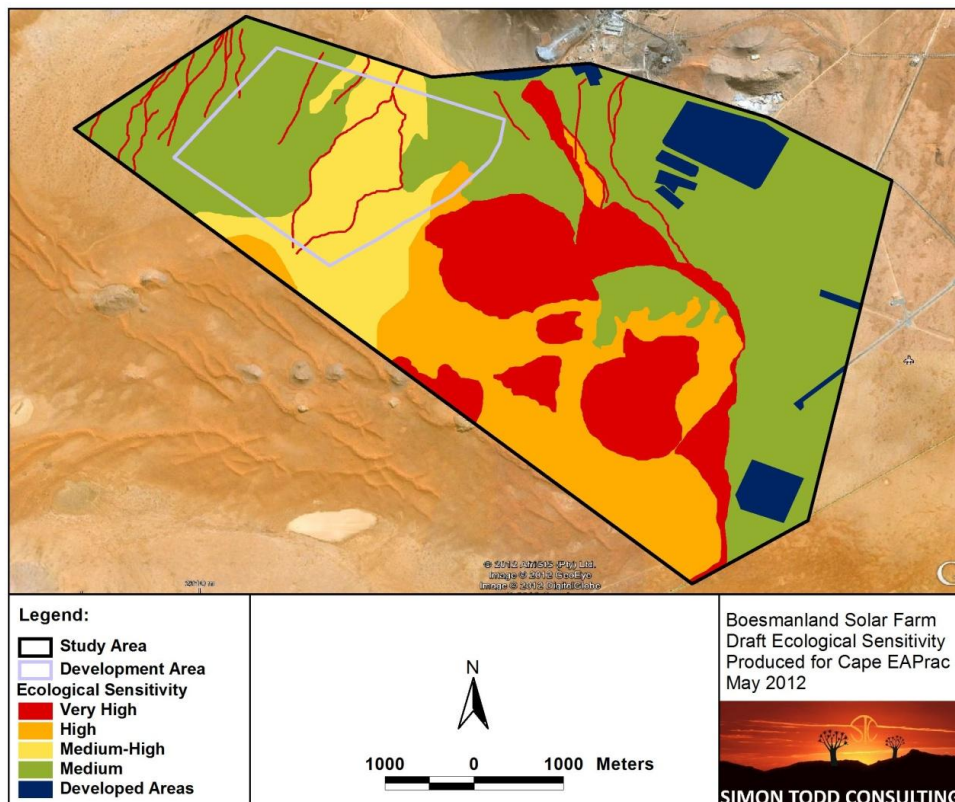 © 2012 AfriGIS (Pty) Ltd.
Image © 2012 GeoEye
Image © 2012 DigitalGlobe
Legend:
Study Area
Development Area
Ecological Sensitivity
Very High
High
Medium-High
Medium
Developed Areas
N
1000 0 1000 Meters
Boesmanland Solar Farm
Draft Ecological Sensitivity
Produced for Cape EAPrac
May 2012
SIMON TODD CONSULTING